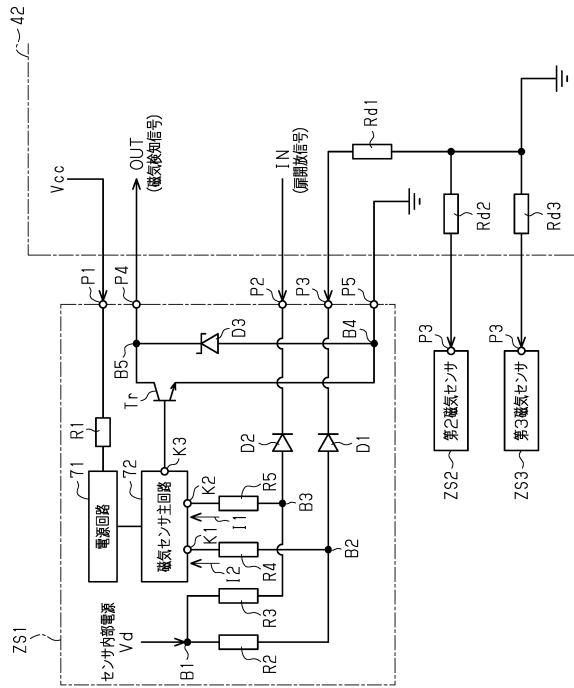 42
Vcc
OUT
(磁気検知信号)
IN
(扉開放信号)
Rd1
Rd2
Rd3
P1
P4
P2
P3
P5
B5
D3
B4
Tr
R1
71
電源回路
72
磁気センサ主回路
K3
K2
K1
I1
I2
R5
R4
R3
R2
D2
D1
B3
B2
B1
ZS1
センサ内部電源
Vd
P3
第2磁気センサ
ZS2
P3
第3磁気センサ
ZS3